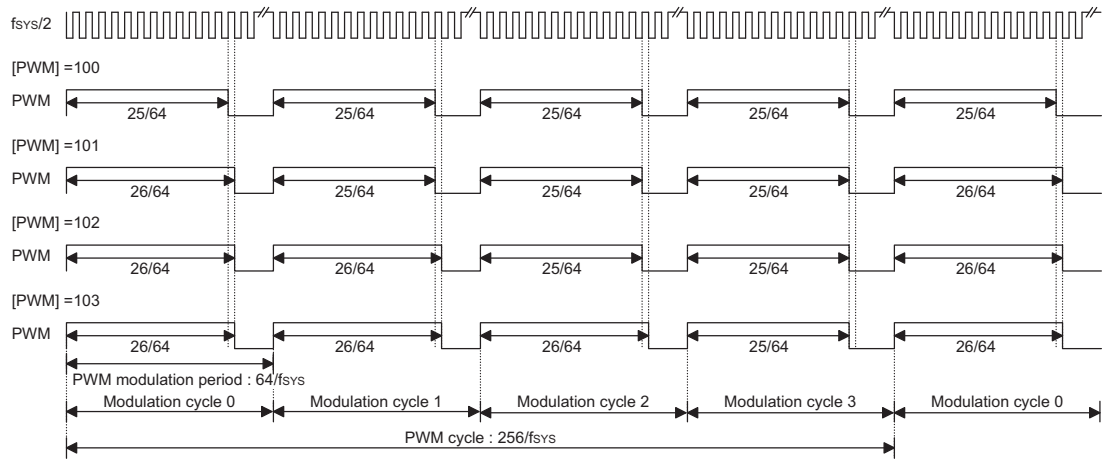 fSYS/2
[PWM] =100
PWM
25/64 25/64 25/64 25/64 25/64
[PWM] =101
PWM
26/64 25/64 25/64 25/64 26/64
[PWM] =102
PWM
26/64 26/64 25/64 25/64 26/64
[PWM] =103
PWM
26/64 26/64 26/64 25/64 26/64
PWM modulation period : 64/fSYS
Modulation cycle 0 Modulation cycle 1 Modulation cycle 2 Modulation cycle 3 Modulation cycle 0
PWM cycle : 256/fSYS